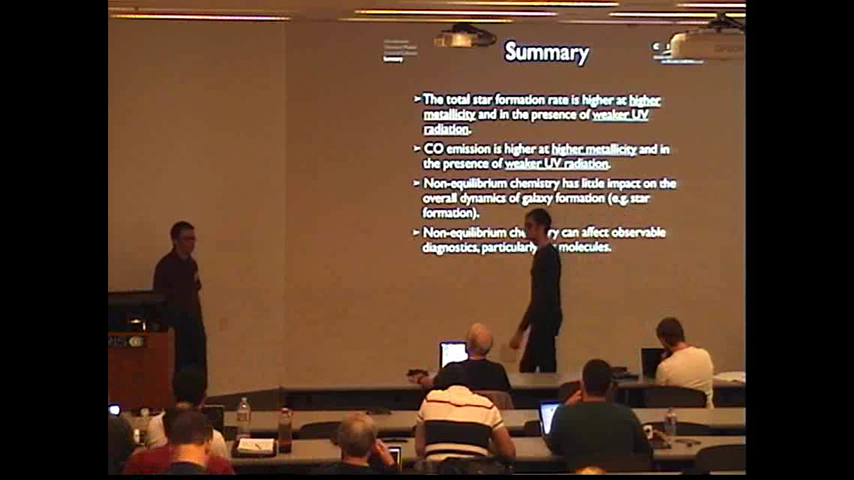 Summary
Summary
➢ The total star formation rate is higher at higher
metallicity and in the presence of weaker UV
radiation.
➢ CO emission is higher at higher metallicity and in
the presence of weaker UV radiation.
➢ Non-equilibrium chemistry has little impact on the
overall dynamics of galaxy formation (e.g. star
formation).
➢ Non-equilibrium can affect observable
diagnostics, particularly molecules.